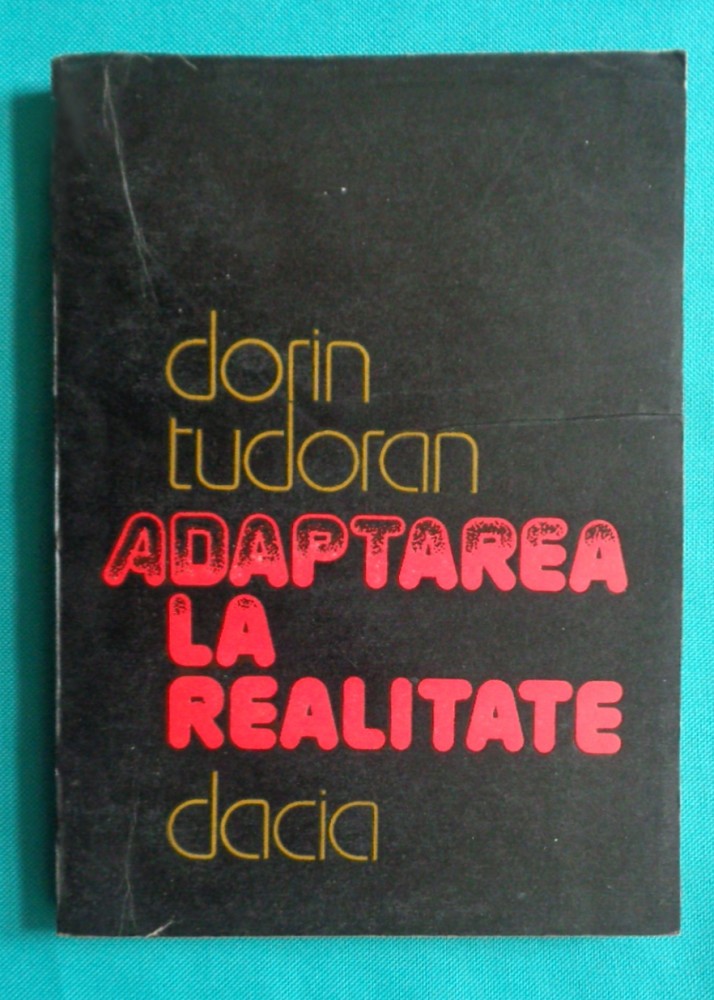 dorin
tudoran
ADAPTAREA
LA
REALITATE
dacia